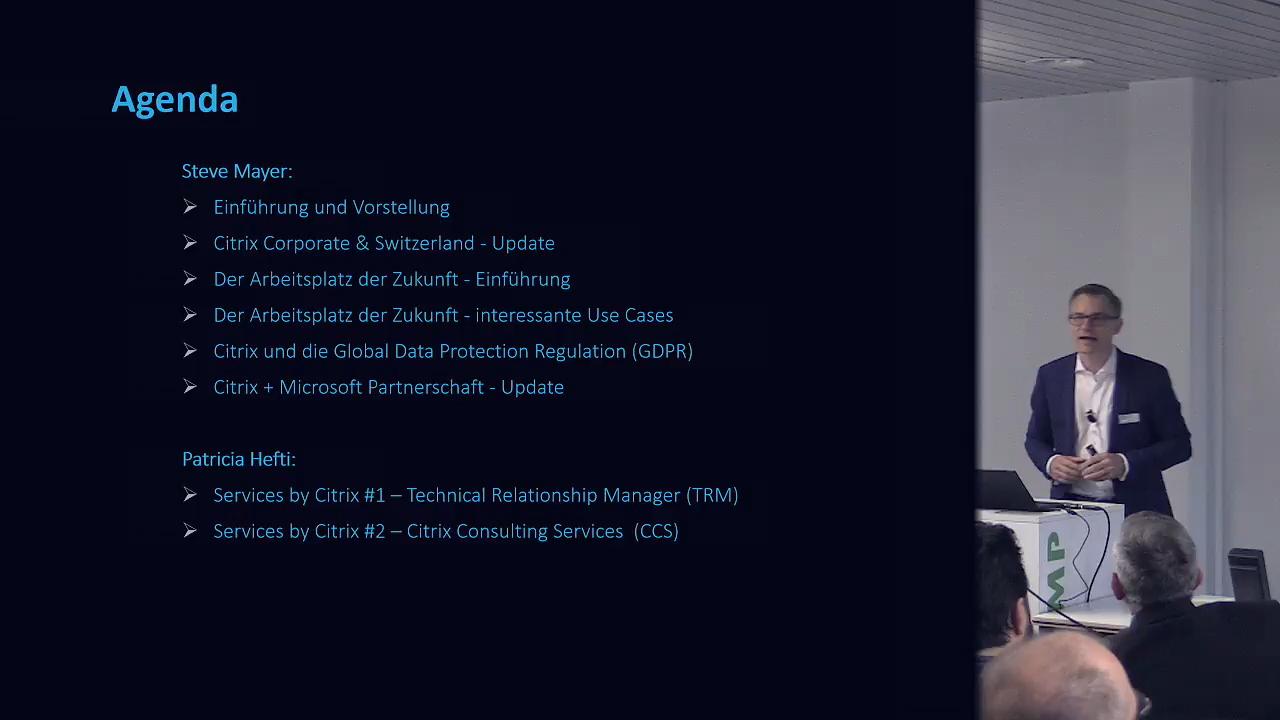 Agenda
Steve Mayer:
Einführung und Vorstellung
Citrix Corporate & Switzerland - Update
Der Arbeitsplatz der Zukunft - Einführung
Der Arbeitsplatz der Zukunft - interessante Use Cases
Citrix und die Global Data Protection Regulation (GDPR)
Citrix + Microsoft Partnerschaft - Update
Patricia Hefti:
Services by Citrix #1 – Technical Relationship Manager (TRM)
Services by Citrix #2 – Citrix Consulting Services (CCS)
MP